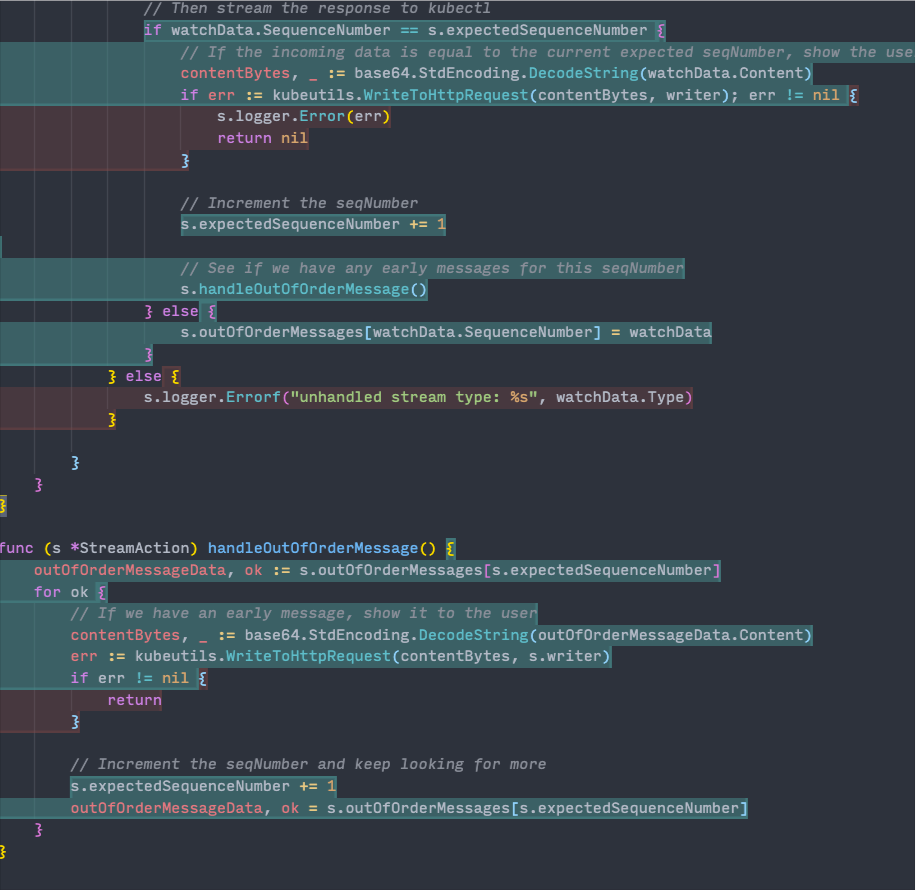 // Then stream the response to kubectl
if watchData.SequenceNumber == s.expectedSequenceNumber {
// If the incoming data is equal to the current expected seqNumber, show the use
contentBytes, _ := base64.StdEncoding.DecodeString(watchData.Content)
if err := kubeutils.WriteToHttpRequest(contentBytes, writer); err != nil {
s.logger.Error(err)
return nil
}
// Increment the seqNumber
s.expectedSequenceNumber += 1
// See if we have any early messages for this seqNumber
s.handleOutOfOrderMessage()
} else {
s.outOfOrderMessages[watchData.SequenceNumber] = watchData
}
} else {
s.logger.Errorf("unhandled stream type: %s", watchData.Type)
}
}
}
}
func (s *StreamAction) handleOutOfOrderMessage() {
outOfOrderMessageData, ok := s.outOfOrderMessages[s.expectedSequenceNumber]
for ok {
// If we have an early message, show it to the user
contentBytes, _ := base64.StdEncoding.DecodeString(outOfOrderMessageData.Content)
err := kubeutils.WriteToHttpRequest(contentBytes, s.writer)
if err != nil {
return
}
// Increment the seqNumber and keep looking for more
s.expectedSequenceNumber += 1
outOfOrderMessageData, ok = s.outOfOrderMessages[s.expectedSequenceNumber]
}
}